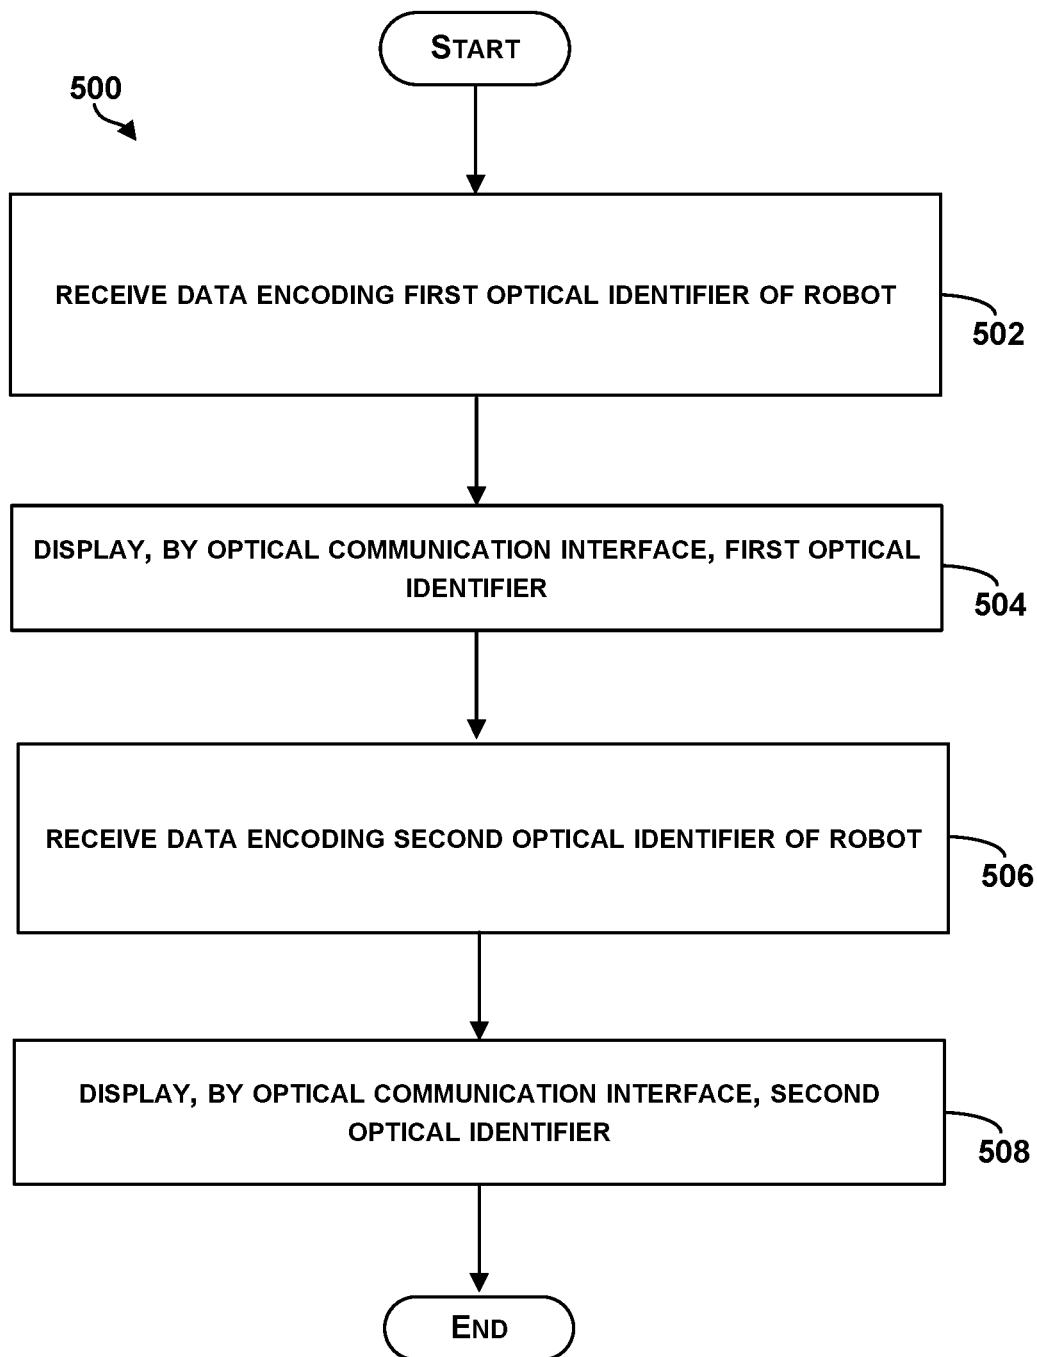 START
500
RECEIVE DATA ENCODING FIRST OPTICAL IDENTIFIER OF ROBOT
502
DISPLAY, BY OPTICAL COMMUNICATION INTERFACE, FIRST OPTICAL
IDENTIFIER
504
RECEIVE DATA ENCODING SECOND OPTICAL IDENTIFIER OF ROBOT
506
DISPLAY, BY OPTICAL COMMUNICATION INTERFACE, SECOND
OPTICAL IDENTIFIER
508
END